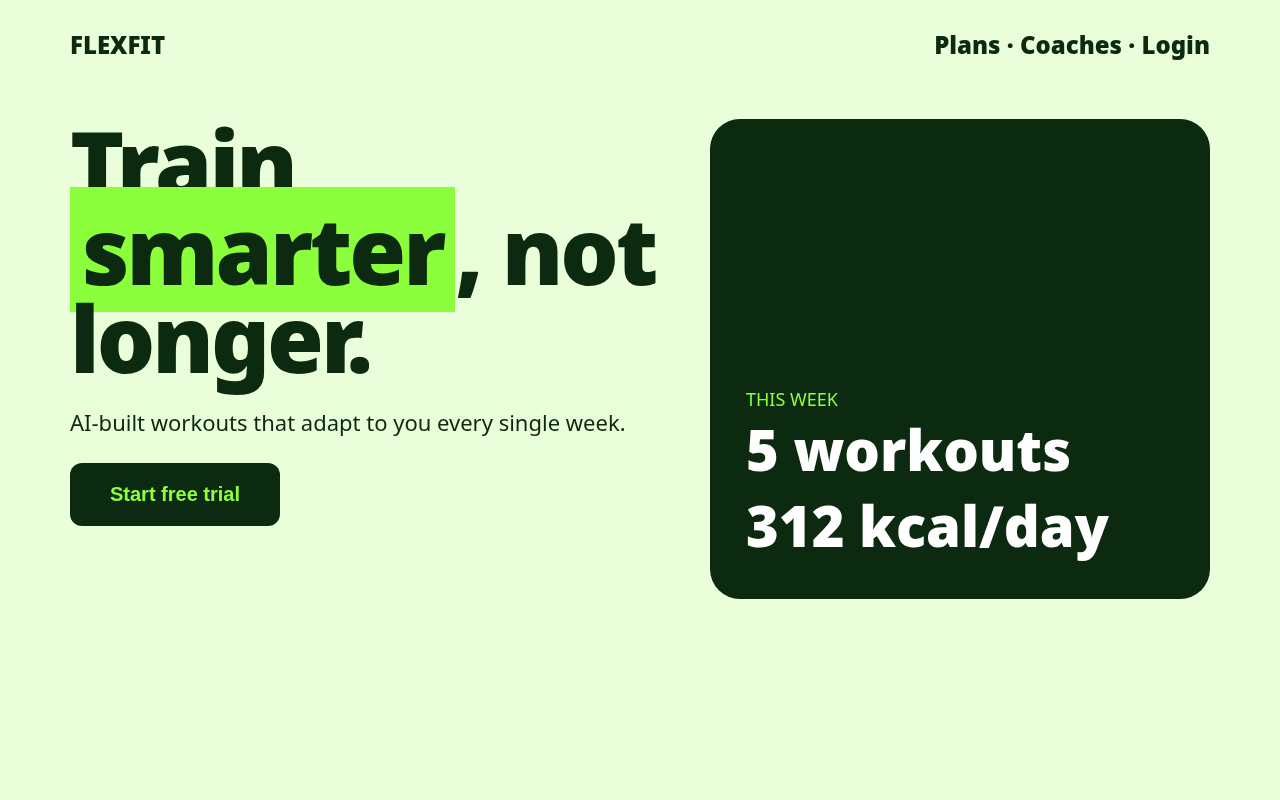 FLEXFIT
Plans · Coaches · Login
Train
smarter, not
longer.
AI-built workouts that adapt to you every single week.
Start free trial
THIS WEEK
5 workouts
312 kcal/day